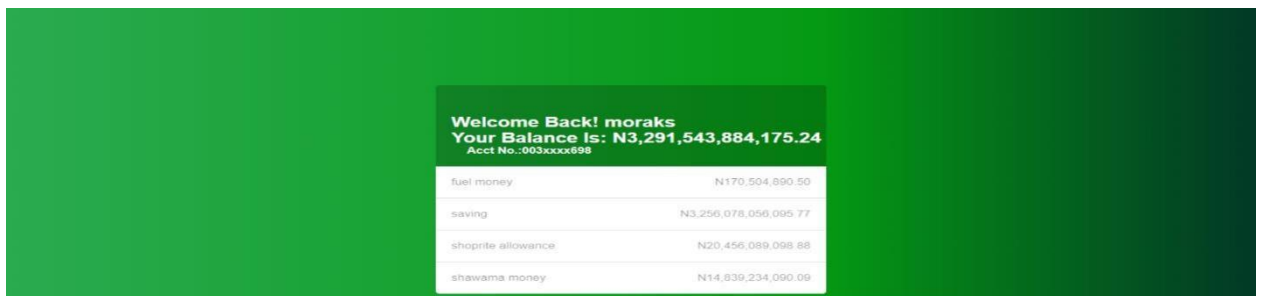 Welcome Back! moraks
Your Balance Is: N3,291,543,884,175.24
Acct No.:003xxxx698
fuel money N170,504,890.50
saving N3,256,078,056,095.77
shoprite allowance N20,456,089,098.88
shawama money N14,839,234,090.09